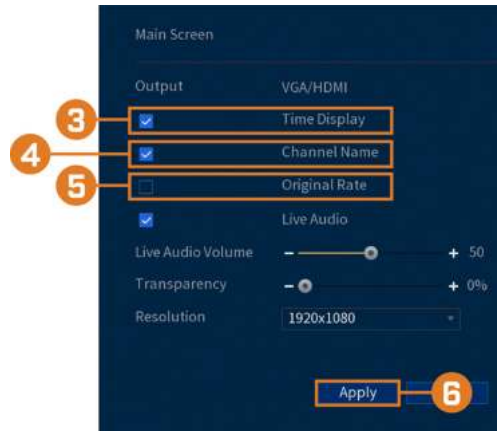 Main Screen
Output VGA/HDMI
3 Time Display
4 Channel Name
5 Original Rate
Live Audio
Live Audio Volume - + 50
Transparency - + 0%
Resolution 1920x1080
Apply 6